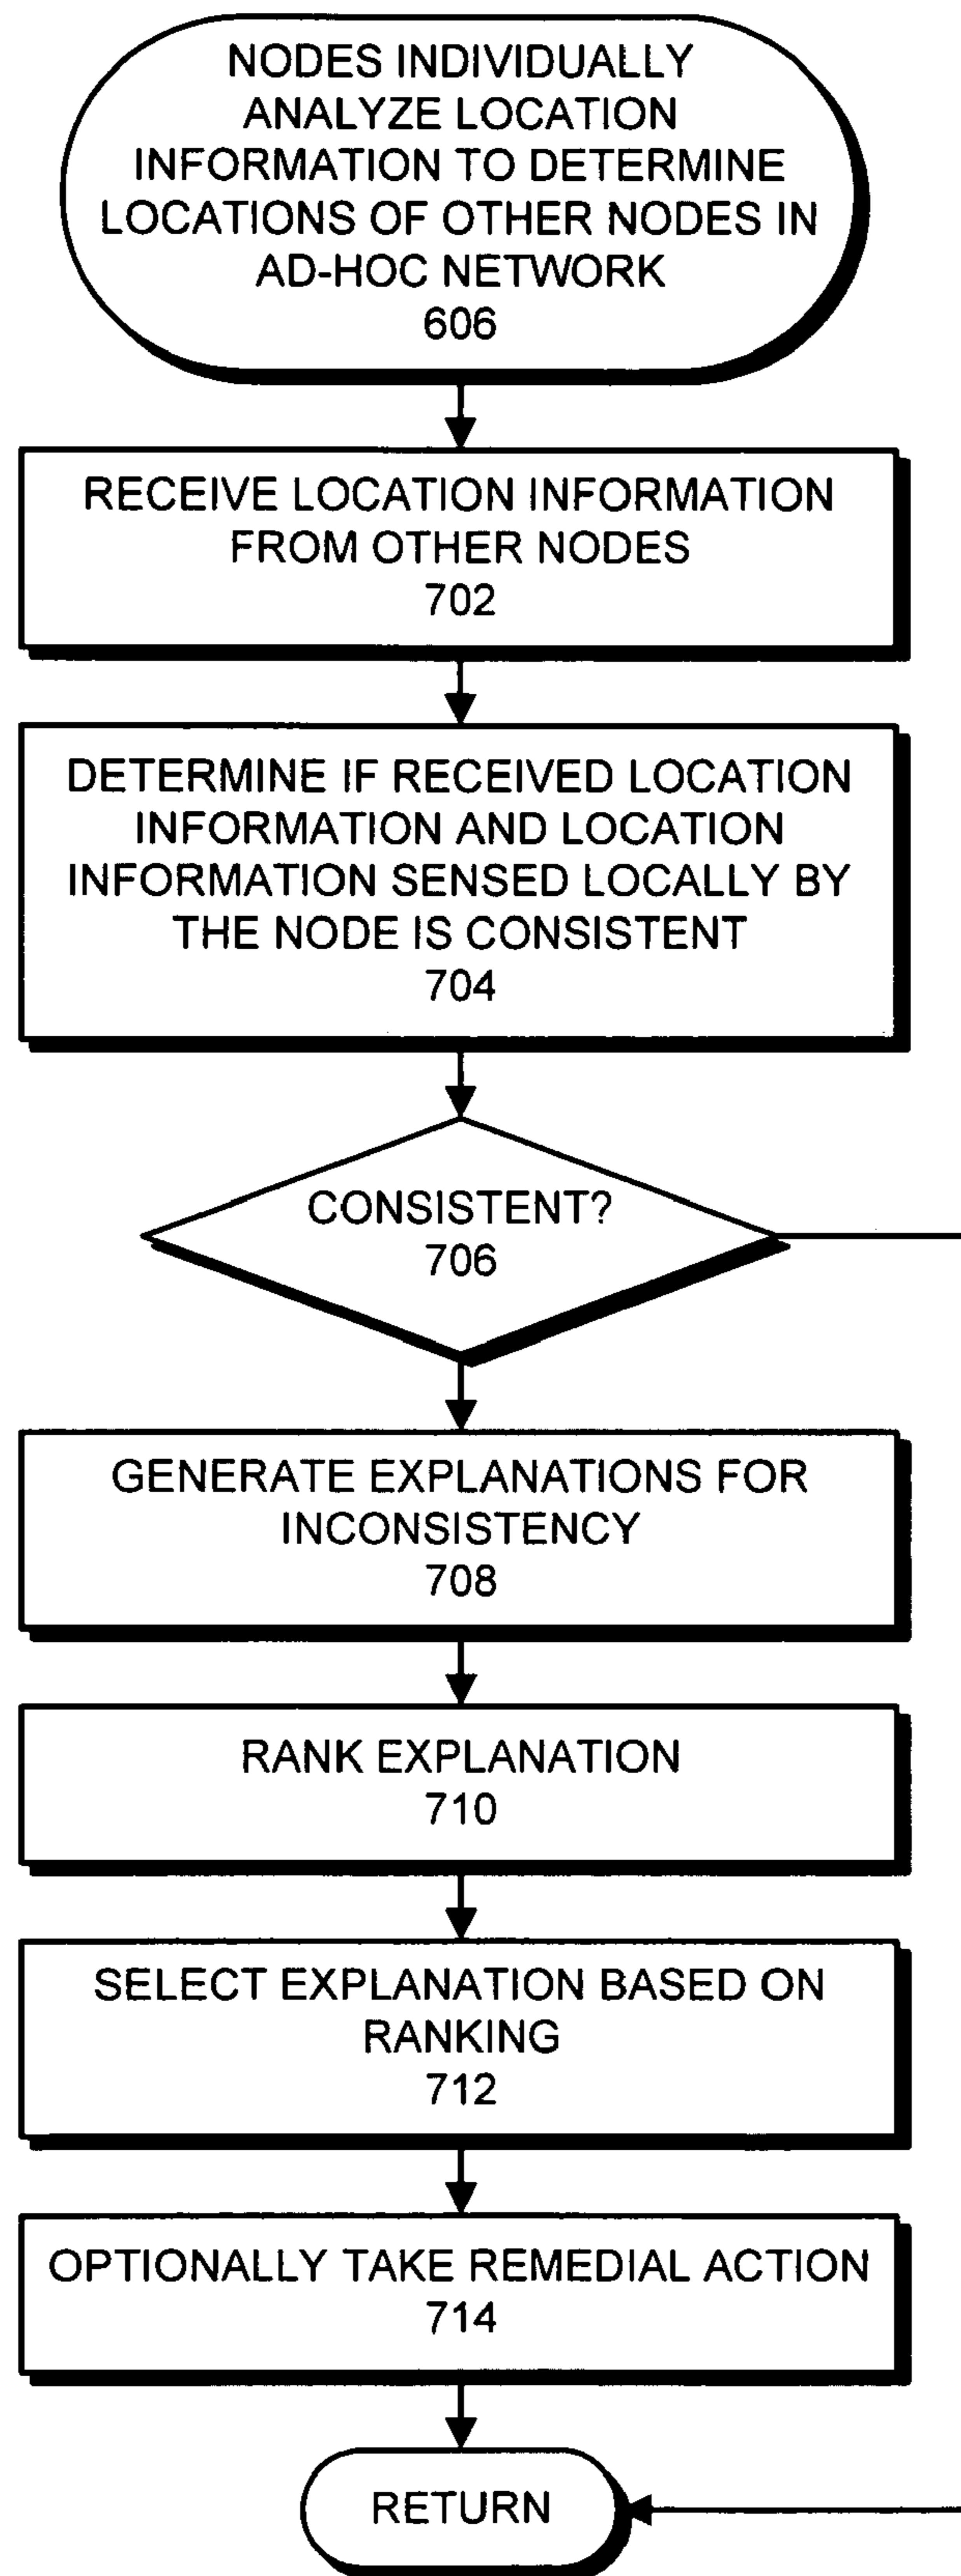 NODES INDIVIDUALLY
ANALYZE LOCATION
INFORMATION TO DETERMINE
LOCATIONS OF OTHER NODES IN
AD-HOC NETWORK
606
RECEIVE LOCATION INFORMATION
FROM OTHER NODES
702
DETERMINE IF RECEIVED LOCATION
INFORMATION AND LOCATION
INFORMATION SENSED LOCALLY BY
THE NODE IS CONSISTENT
704
CONSISTENT?
706
GENERATE EXPLANATIONS FOR
INCONSISTENCY
708
RANK EXPLANATION
710
SELECT EXPLANATION BASED ON
RANKING
712
OPTIONALLY TAKE REMEDIAL ACTION
714
RETURN